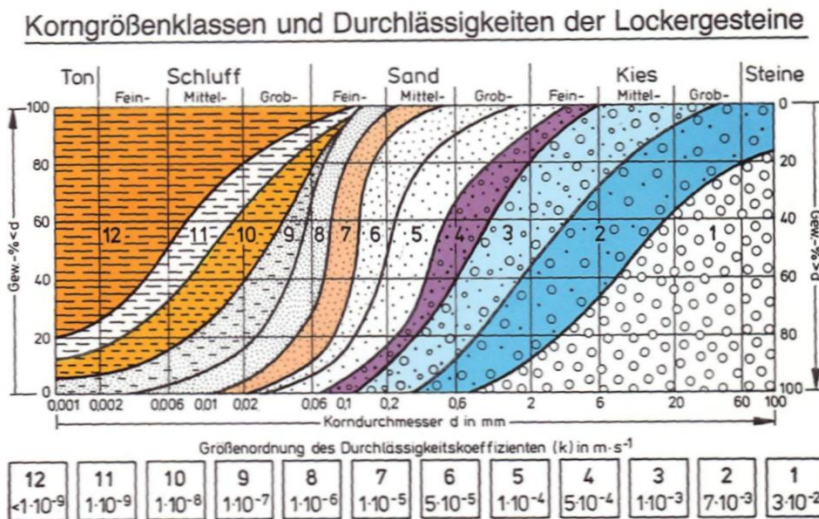 Korngrößenklassen und Durchlässigkeiten der Lockergesteine
Ton Schluff Sand Kies Steine
Fein- Mittel- Grob- Fein- Mittel- Grob- Fein- Mittel- Grob-
100 0
80 20
60 40
40 60
20 80
0 100
Gew.-%<d
Gew.-%>d
12 11 10 9 8 7 6 5 4 3 2 1
0,001 0,002 0,006 0,01 0,02 0,06 0,1 0,2 0,6 2 6 20 60 100
Korndurchmesser d in mm
Größenordnung des Durchlässigkeitskoeffizienten (k) in m·s⁻¹
12 11 10 9 8 7 6 5 4 3 2 1
<1·10⁻⁹ 1·10⁻⁹ 1·10⁻⁸ 1·10⁻⁷ 1·10⁻⁶ 1·10⁻⁵ 5·10⁻⁵ 1·10⁻⁴ 5·10⁻⁴ 1·10⁻³ 7·10⁻³ 3·10⁻²